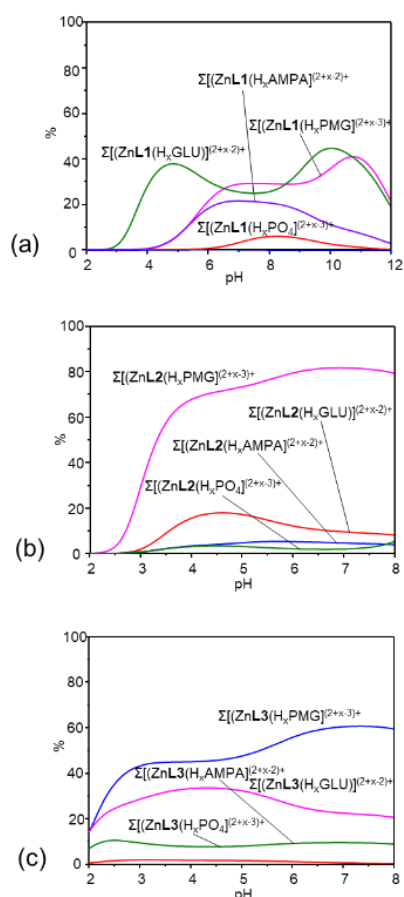 100
Σ[(ZnL1(HₓAMPA]⁽²⁺ˣ⁻²⁾⁺
80
Σ[(ZnL1(HₓPMG]⁽²⁺ˣ⁻³⁾⁺
60
%
Σ[(ZnL1(HₓGLU)]⁽²⁺ˣ⁻²⁾⁺
40
20
Σ[(ZnL1(HₓPO₄]⁽²⁺ˣ⁻³⁾⁺
0
(a)
2 4 6 8 10 12
pH
100
Σ[(ZnL2(HₓPMG]⁽²⁺ˣ⁻³⁾⁺
80
Σ[(ZnL2(HₓGLU)]⁽²⁺ˣ⁻²⁾⁺
60
%
Σ[(ZnL2(HₓAMPA]⁽²⁺ˣ⁻²⁾⁺
40
Σ[(ZnL2(HₓPO₄]⁽²⁺ˣ⁻³⁾⁺
20
0
(b)
2 3 4 5 6 7 8
pH
100
80
Σ[(ZnL3(HₓPMG]⁽²⁺ˣ⁻³⁾⁺
60
%
Σ[(ZnL3(HₓAMPA]⁽²⁺ˣ⁻²⁾⁺
Σ[(ZnL3(HₓGLU)]⁽²⁺ˣ⁻²⁾⁺
40
20
Σ[(ZnL3(HₓPO₄]⁽²⁺ˣ⁻³⁾⁺
0
(c)
2 3 4 5 6 7 8
pH